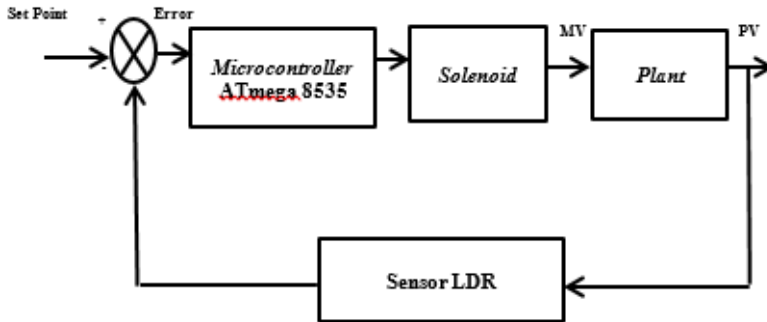 Set Point
+
-
Error
Microcontroller
ATmega 8535
Solenoid
MV
Plant
PV
Sensor LDR